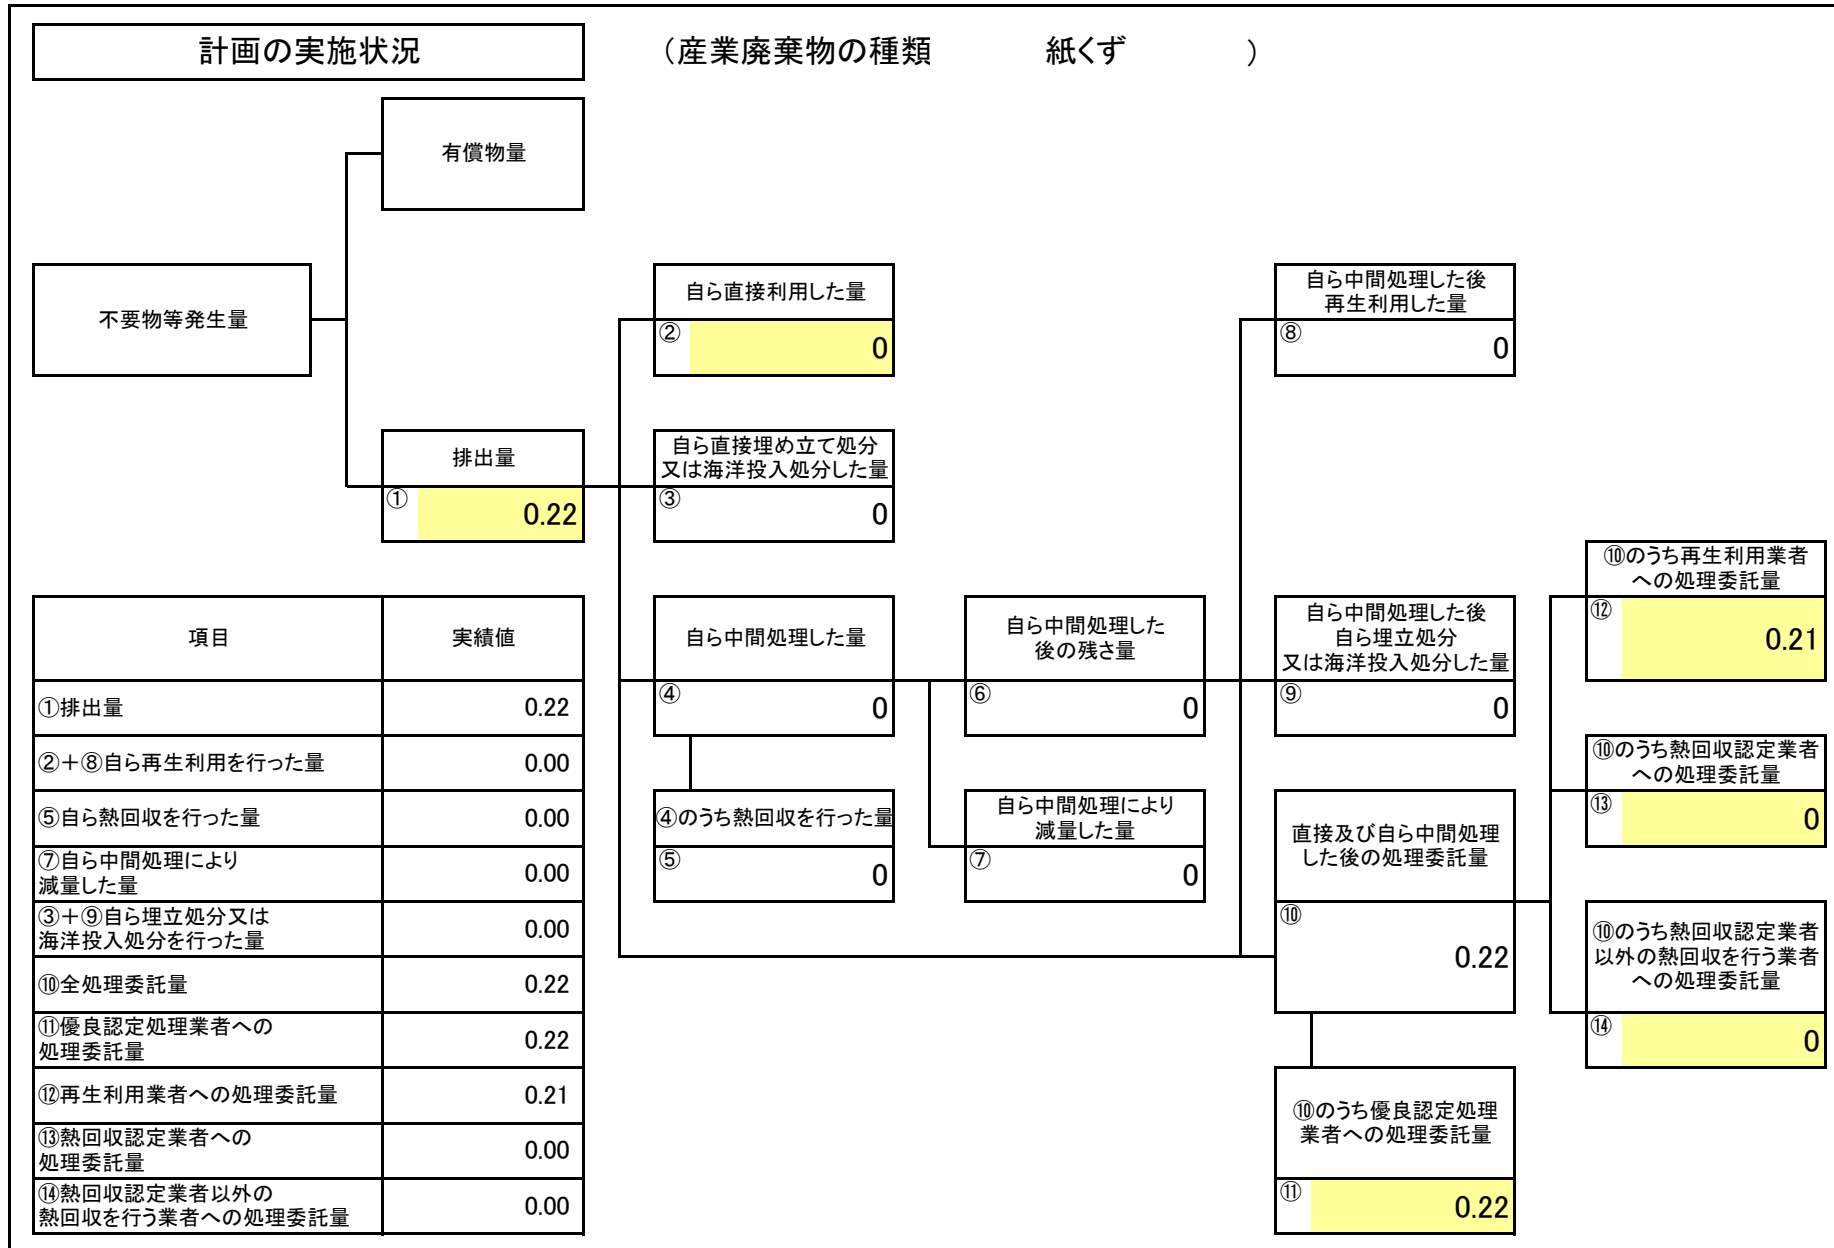 計画の実施状況
（産業廃棄物の種類　紙くず　）
有償物量
不要物等発生量
排出量
①
0.22
自ら直接利用した量
②
0
自ら直接埋め立て処分
又は海洋投入処分した量
③
0
自ら中間処理した量
④
0
④のうち熱回収を行った量
⑤
0
自ら中間処理した
後の残さ量
⑥
0
自ら中間処理により
減量した量
⑦
0
自ら中間処理した後
再生利用した量
⑧
0
自ら中間処理した後
自ら埋立処分
又は海洋投入処分した量
⑨
0
直接及び自ら中間処理
した後の処理委託量
⑩
0.22
⑩のうち優良認定処理
業者への処理委託量
⑪
0.22
⑩のうち再生利用業者
への処理委託量
⑫
0.21
⑩のうち熱回収認定業者
への処理委託量
⑬
0
⑩のうち熱回収認定業者
以外の熱回収を行う業者
への処理委託量
⑭
0
項目 実績値
①排出量 0.22
②＋⑧自ら再生利用を行った量 0.00
⑤自ら熱回収を行った量 0.00
⑦自ら中間処理により
減量した量 0.00
③＋⑨自ら埋立処分又は
海洋投入処分を行った量 0.00
⑩全処理委託量 0.22
⑪優良認定処理業者への
処理委託量 0.22
⑫再生利用業者への処理委託量 0.21
⑬熱回収認定業者への
処理委託量 0.00
⑭熱回収認定業者以外の
熱回収を行う業者への処理委託量 0.00